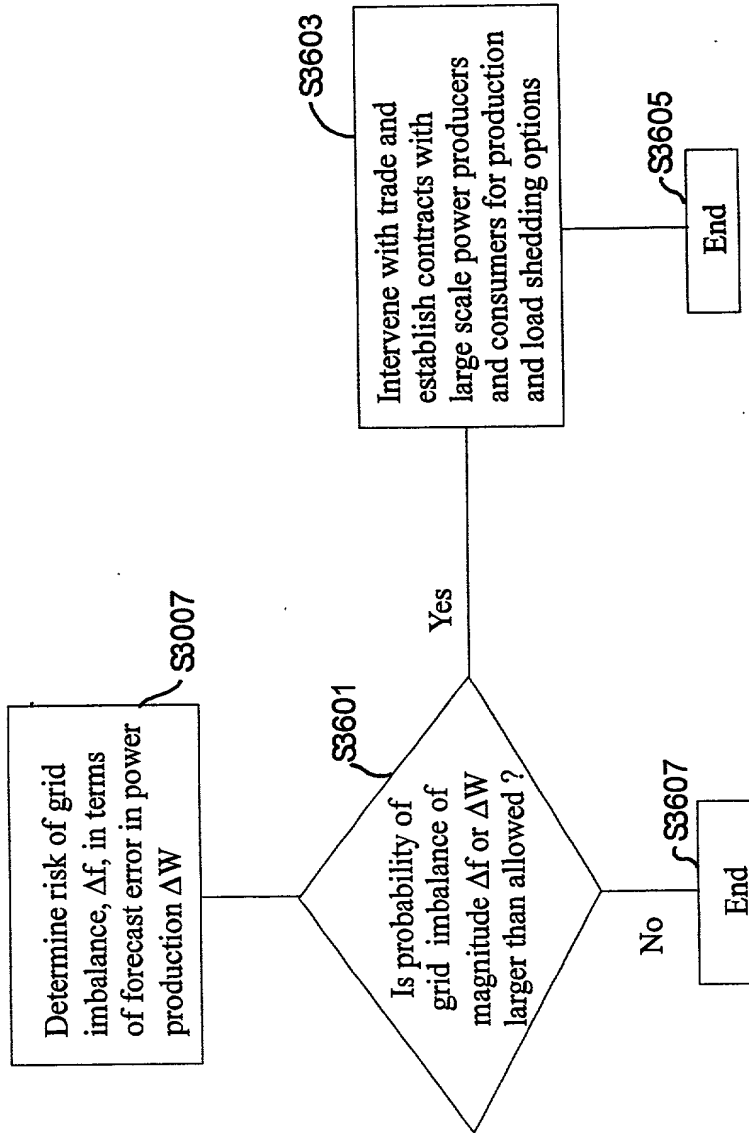 Determine risk of grid
imbalance, Δf, in terms
of forecast error in power
production ΔW
S3007
S3601
Is probability of
grid imbalance of
magnitude Δf or ΔW
larger than allowed ?
Yes
S3603
Intervene with trade and
establish contracts with
large scale power producers
and consumers for production
and load shedding options
S3605
End
No
S3607
End